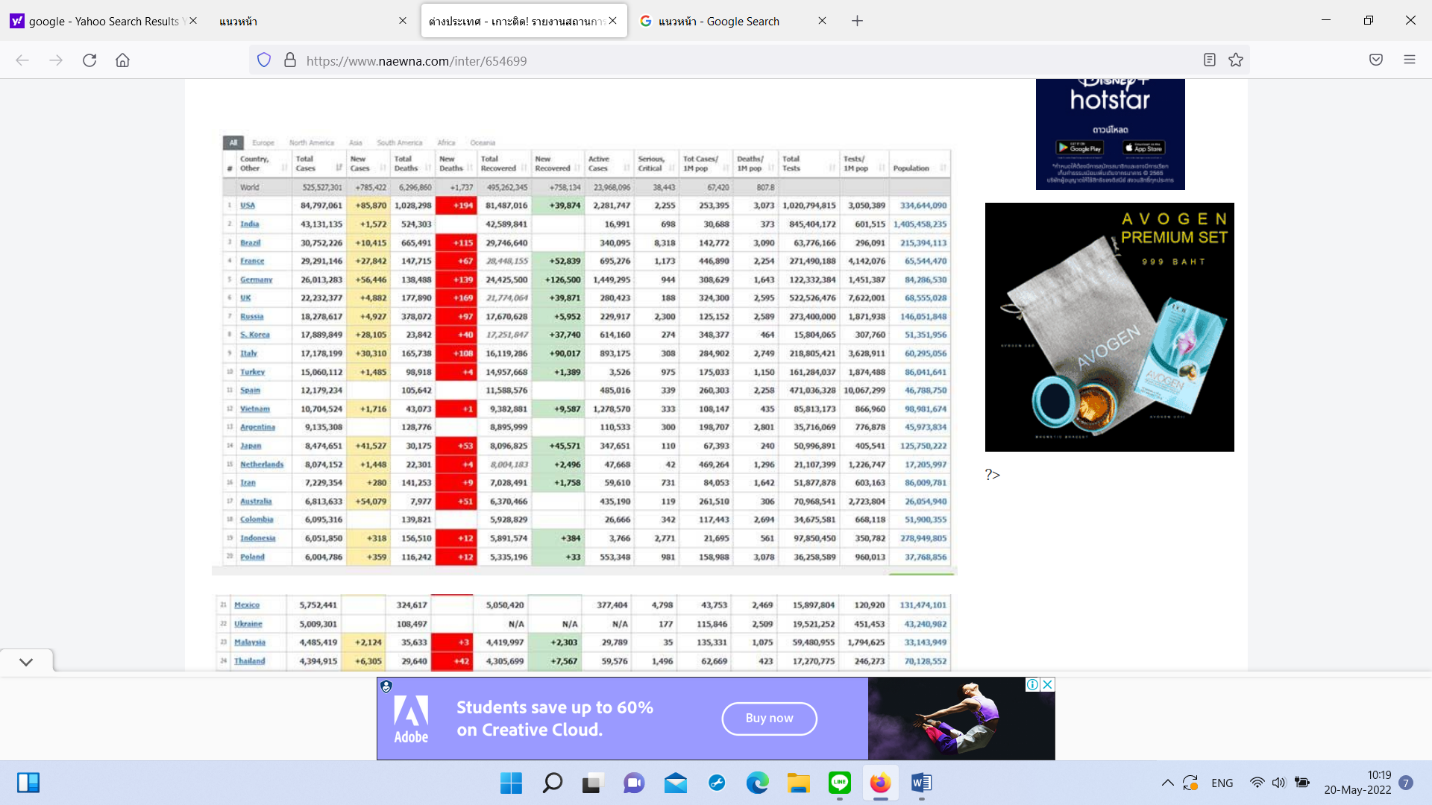 google - Yahoo Search Results Y
แนวหน้า
ต่างประเทศ - เกาะติด! รายงานสถานการ
แนวหน้า - Google Search
https://www.naewna.com/inter/654699
hotstar
ดาวน์โหลด
Google Play App Store
All Europe North America Asia South America Africa Oceania
# Country, Other Total Cases New Cases Total Deaths New Deaths Total Recovered New Recovered Active Cases Serious, Critical Tot Cases/ 1M pop Deaths/ 1M pop Total Tests Tests/ 1M pop Population
World 525,527,301 +785,422 6,296,860 +1,737 495,262,345 +758,134 23,968,096 38,443 67,420 807.8
1 USA 84,797,061 +85,870 1,028,298 +194 81,487,016 +39,874 2,281,747 2,255 253,395 3,073 1,020,794,815 3,050,389 334,644,090
2 India 43,131,135 +1,572 524,303 42,589,841 16,991 698 30,688 373 845,404,172 601,515 1,405,458,235
3 Brazil 30,752,226 +10,415 665,491 +115 29,746,640 340,095 8,318 142,772 3,090 63,776,166 296,091 215,394,113
4 France 29,291,146 +27,842 147,715 +67 28,448,155 +52,839 695,276 1,173 446,890 2,254 271,490,188 4,142,076 65,544,470
5 Germany 26,013,283 +56,446 138,488 +139 24,425,500 +126,500 1,449,295 944 308,629 1,643 122,332,384 1,451,387 84,286,530
6 UK 22,232,377 +4,882 177,890 +169 21,774,064 +39,871 280,423 188 324,300 2,595 522,526,476 7,622,001 68,555,028
7 Russia 18,278,617 +4,927 378,072 +97 17,670,628 +5,952 229,917 2,300 125,152 2,589 273,400,000 1,871,938 146,051,848
8 S. Korea 17,889,849 +28,105 23,842 +40 17,251,847 +37,740 614,160 274 348,377 464 15,804,065 307,760 51,351,956
9 Italy 17,178,199 +30,310 165,738 +108 16,119,286 +90,017 893,175 308 284,902 2,749 218,805,421 3,628,911 60,295,056
10 Turkey 15,060,112 +1,485 98,918 +4 14,957,668 +1,389 3,526 975 175,033 1,150 161,284,037 1,874,488 86,041,641
11 Spain 12,179,234 105,642 11,588,576 485,016 339 260,303 2,258 471,036,328 10,067,299 46,788,750
12 Vietnam 10,704,524 +1,716 43,073 +1 9,382,881 +9,587 1,278,570 333 108,147 435 85,813,173 866,960 98,981,674
13 Argentina 9,135,308 128,776 8,895,999 110,533 300 198,707 2,801 35,716,069 776,878 45,973,834
14 Japan 8,474,651 +41,527 30,175 +53 8,096,825 +45,571 347,651 110 67,393 240 50,996,891 405,541 125,750,222
15 Netherlands 8,074,152 +1,448 22,301 +4 8,004,183 +2,496 47,668 42 469,264 1,296 21,107,399 1,226,747 17,205,997
16 Iran 7,229,354 +280 141,253 +9 7,028,491 +1,758 59,610 731 84,053 1,642 51,877,878 603,163 86,009,781
17 Australia 6,813,633 +54,079 7,977 +51 6,370,466 435,190 119 261,510 306 70,968,541 2,723,804 26,054,940
18 Colombia 6,095,316 139,821 5,928,829 26,666 342 117,443 2,694 34,675,581 668,118 51,900,355
19 Indonesia 6,051,850 +318 156,510 +12 5,891,574 +384 3,766 2,771 21,695 561 97,850,450 350,782 278,949,805
20 Poland 6,004,786 +359 116,242 +12 5,335,196 +33 553,348 981 158,988 3,078 36,258,589 960,013 37,768,856
21 Mexico 5,752,441 324,617 5,050,420 377,404 4,798 43,753 2,469 15,897,804 120,920 131,474,101
22 Ukraine 5,009,301 108,497 N/A N/A N/A 177 115,846 2,509 19,521,252 451,453 43,240,982
23 Malaysia 4,485,419 +2,124 35,633 +3 4,419,997 +2,303 29,789 35 135,331 1,075 59,480,955 1,794,625 33,143,949
24 Thailand 4,394,915 +6,305 29,640 +42 4,305,699 +7,567 59,576 1,496 62,669 423 17,270,775 246,273 70,128,552
AVOGEN
PREMIUM SET
999 BAHT
AVOGEN
AVOGEN
?>
Adobe
Students save up to 60%
on Creative Cloud.
Buy now
ENG
10:19
20-May-2022
7